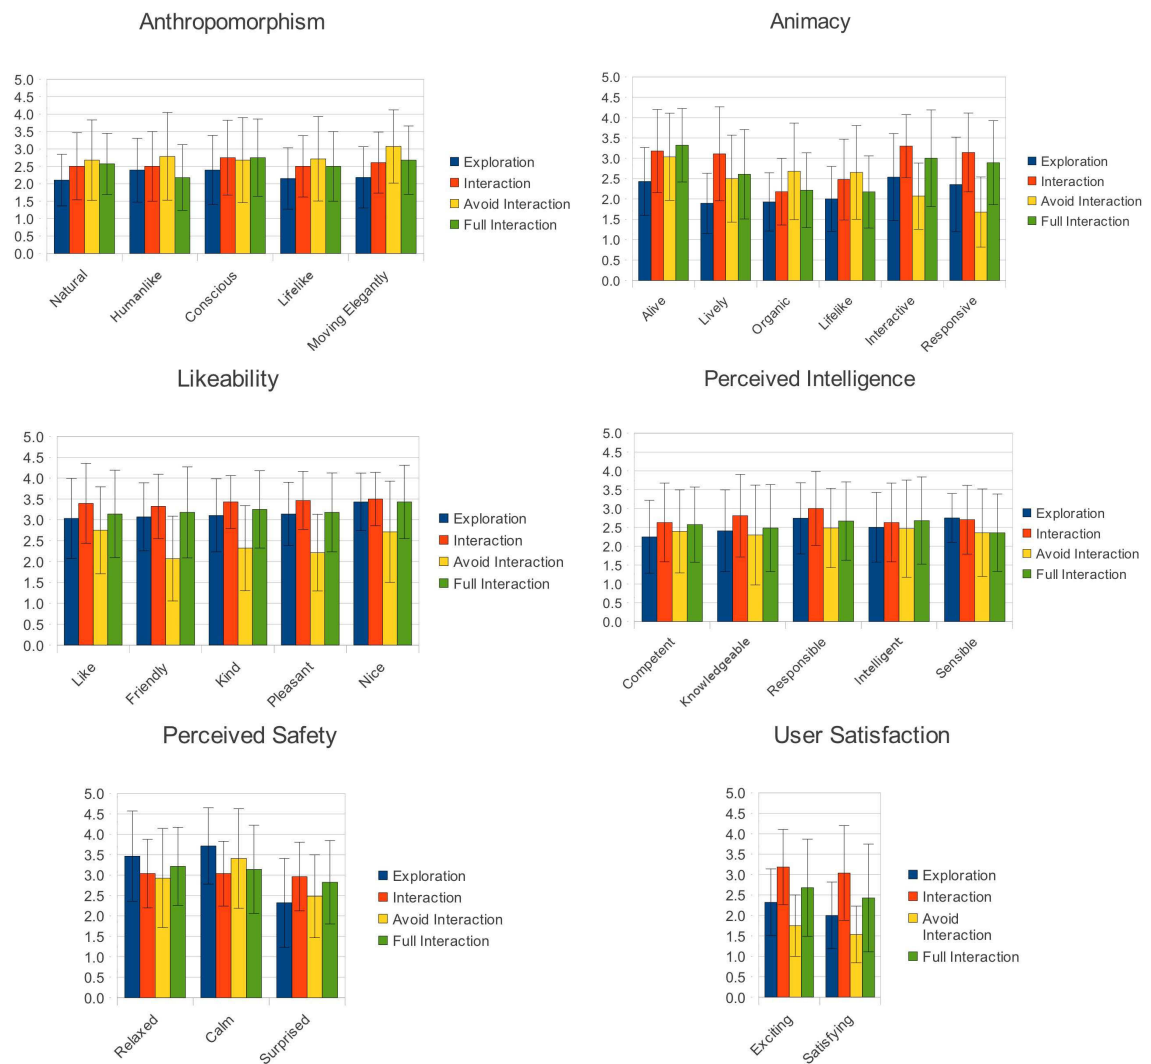 Anthropomorphism
5.0
4.5
4.0
3.5
3.0
2.5
2.0
1.5
1.0
0.5
0.0
Natural
Humanlike
Conscious
Lifelike
Moving Elegantly
Exploration
Interaction
Avoid Interaction
Full Interaction
Animacy
5.0
4.5
4.0
3.5
3.0
2.5
2.0
1.5
1.0
0.5
0.0
Alive
Lively
Organic
Lifelike
Interactive
Responsive
Exploration
Interaction
Avoid Interaction
Full Interaction
Likeability
5.0
4.5
4.0
3.5
3.0
2.5
2.0
1.5
1.0
0.5
0.0
Like
Friendly
Kind
Pleasant
Nice
Exploration
Interaction
Avoid Interaction
Full Interaction
Perceived Intelligence
5.0
4.5
4.0
3.5
3.0
2.5
2.0
1.5
1.0
0.5
0.0
Competent
Knowledgeable
Responsible
Intelligent
Sensible
Exploration
Interaction
Avoid Interaction
Full Interaction
Perceived Safety
5.0
4.5
4.0
3.5
3.0
2.5
2.0
1.5
1.0
0.5
0.0
Relaxed
Calm
Surprised
Exploration
Interaction
Avoid Interaction
Full Interaction
User Satisfaction
5.0
4.5
4.0
3.5
3.0
2.5
2.0
1.5
1.0
0.5
0.0
Exciting
Satisfying
Exploration
Interaction
Avoid
Interaction
Full Interaction